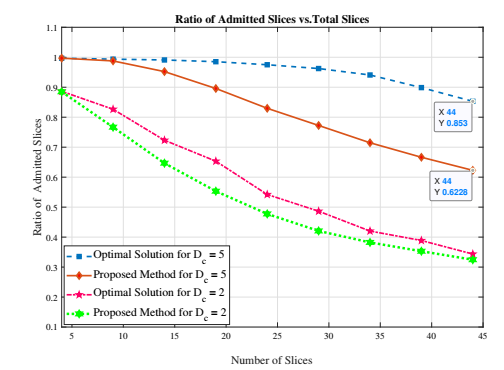 Ratio of Admitted Slices vs.Total Slices
Ratio of Admitted Slices
1.1
1
0.9
0.8
0.7
0.6
0.5
0.4
0.3
0.2
0.1
X 44
Y 0.853
X 44
Y 0.6228
Optimal Solution for D_c = 5
Proposed Method for D_c = 5
Optimal Solution for D_c = 2
Proposed Method for D_c = 2
5 10 15 20 25 30 35 40 45
Number of Slices